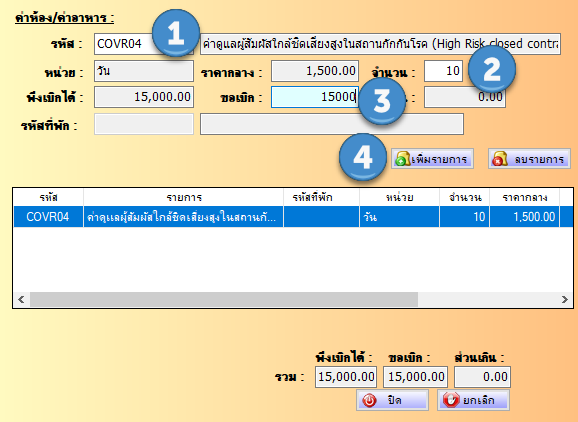 ค่าห้อง/ค่าอาหาร :
รหัส : COVR04 1 ค่าดูแลผู้สัมผัสใกล้ชิดเสี่ยงสูงในสถานกักกันโรค (High Risk closed contra
หน่วย : วัน ราคากลาง : 1,500.00 จำนวน : 10 2
พึงเบิกได้ : 15,000.00 ขอเบิก : 15000 3 : 0.00
รหัสที่พัก :
4 เพิ่มรายการ ลบรายการ
รหัส รายการ รหัสที่พัก หน่วย จำนวน ราคากลาง
COVR04 ค่าดูแลผู้สัมผัสใกล้ชิดเสี่ยงสูงในสถานกั... วัน 10 1,500.00
พึงเบิกได้ : ขอเบิก : ส่วนเกิน :
รวม : 15,000.00 15,000.00 0.00
ปิด ยกเลิก